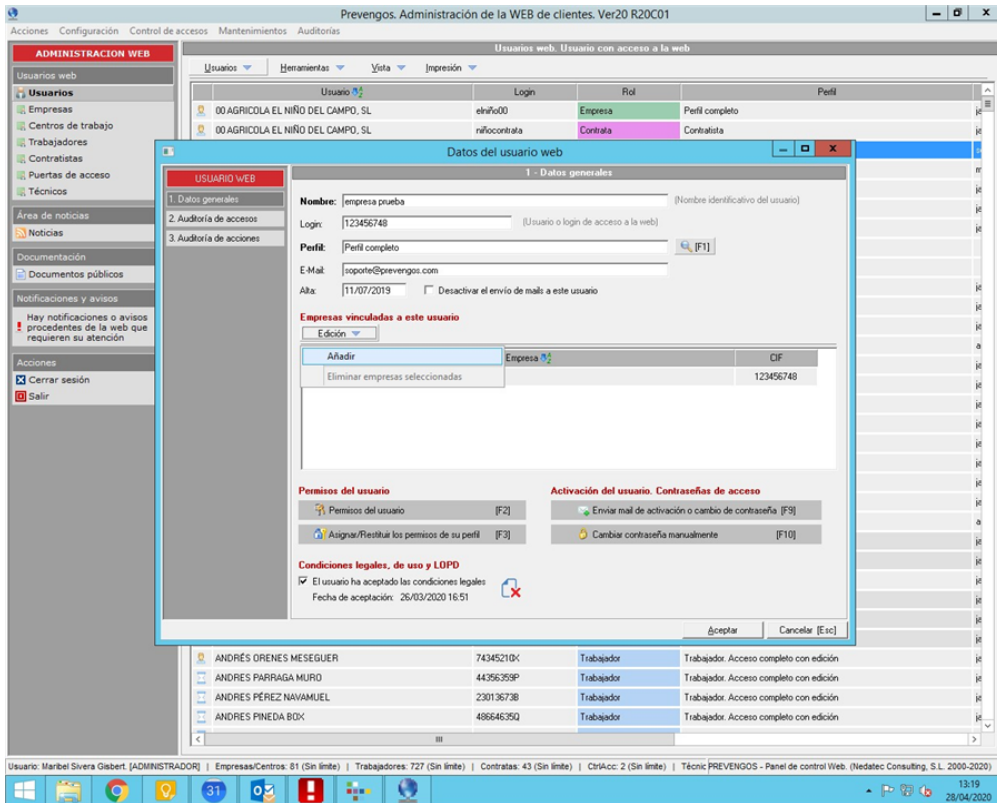 Prevengos. Administración de la WEB de clientes. Ver20 R20C01
Acciones Configuración Control de accesos Mantenimientos Auditorías
ADMINISTRACION WEB
Usuarios web
Usuarios
Empresas
Centros de trabajo
Trabajadores
Contratistas
Puertas de acceso
Técnicos
Área de noticias
Noticias
Documentación
Documentos públicos
Notificaciones y avisos
Hay notificaciones o avisos
procedentes de la web que
requieren su atención
Acciones
Cerrar sesión
Salir
Usuarios web. Usuario con acceso a la web
Usuarios Herramientas Vista Impresión
Usuario Login Rol Perfil
00 AGRICOLA EL NIÑO DEL CAMPO, SL elniño00 Empresa Perfil completo
00 AGRICOLA EL NIÑO DEL CAMPO, SL niñocontrata Contrata Contratista
Datos del usuario web
USUARIO WEB
1. Datos generales
2. Auditoría de accesos
3. Auditoría de acciones
1 - Datos generales
Nombre: empresa prueba (Nombre identificativo del usuario)
Login: 123456748 (Usuario o login de acceso a la web)
Perfil: Perfil completo [F1]
E-Mail: soporte@prevengos.com
Alta: 11/07/2019 Desactivar el envío de mails a este usuario
Empresas vinculadas a este usuario
Edición
Añadir
Eliminar empresas seleccionadas
Empresa CIF
123456748
Permisos del usuario
Permisos del usuario [F2]
Asignar/Restituir los permisos de su perfil [F3]
Activación del usuario. Contraseñas de acceso
Enviar mail de activación o cambio de contraseña [F9]
Cambiar contraseña manualmente [F10]
Condiciones legales, de uso y LOPD
El usuario ha aceptado las condiciones legales
Fecha de aceptación: 26/03/2020 16:51
Aceptar Cancelar [Esc]
ANDRÉS ORENES MESEGUER 74345210X Trabajador Trabajador. Acceso completo con edición
ANDRES PARRAGA MURO 44356359P Trabajador Trabajador. Acceso completo con edición
ANDRES PÉREZ NAVAMUEL 23013673B Trabajador Trabajador. Acceso completo con edición
ANDRES PINEDA BOX 48664635Q Trabajador Trabajador. Acceso completo con edición
Usuario: Maribel Sivera Gisbert. [ADMINISTRADOR] | Empresas/Centros: 81 (Sin límite) | Trabajadores: 727 (Sin límite) | Contratas: 43 (Sin límite) | CtrlAcc: 2 (Sin límite) | Técnic PREVENGOS - Panel de control Web. (Nedatec Consulting, S.L. 2000-2020)
31
13:19
28/04/2020